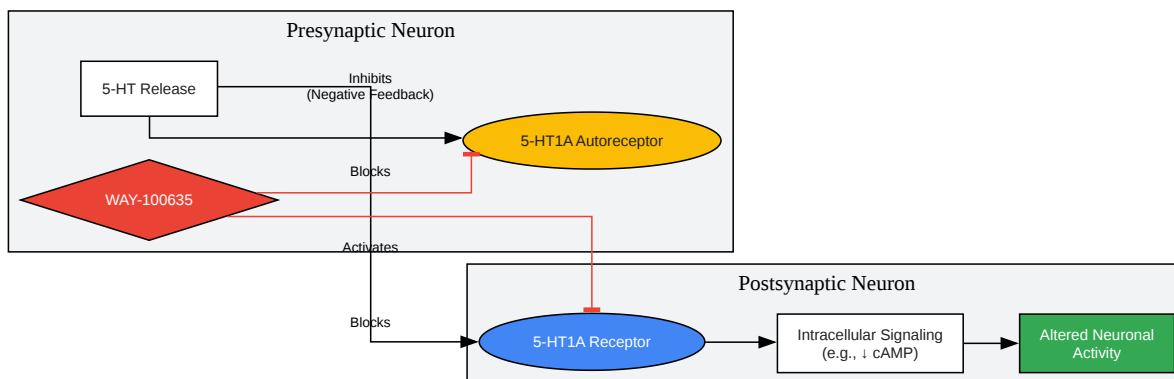 Presynaptic Neuron
5-HT Release
Inhibits
(Negative Feedback)
5-HT1A Autoreceptor
Blocks
WAY-100635
Activates
Postsynaptic Neuron
Blocks
5-HT1A Receptor
Intracellular Signaling
(e.g., ↓ cAMP)
Altered Neuronal
Activity